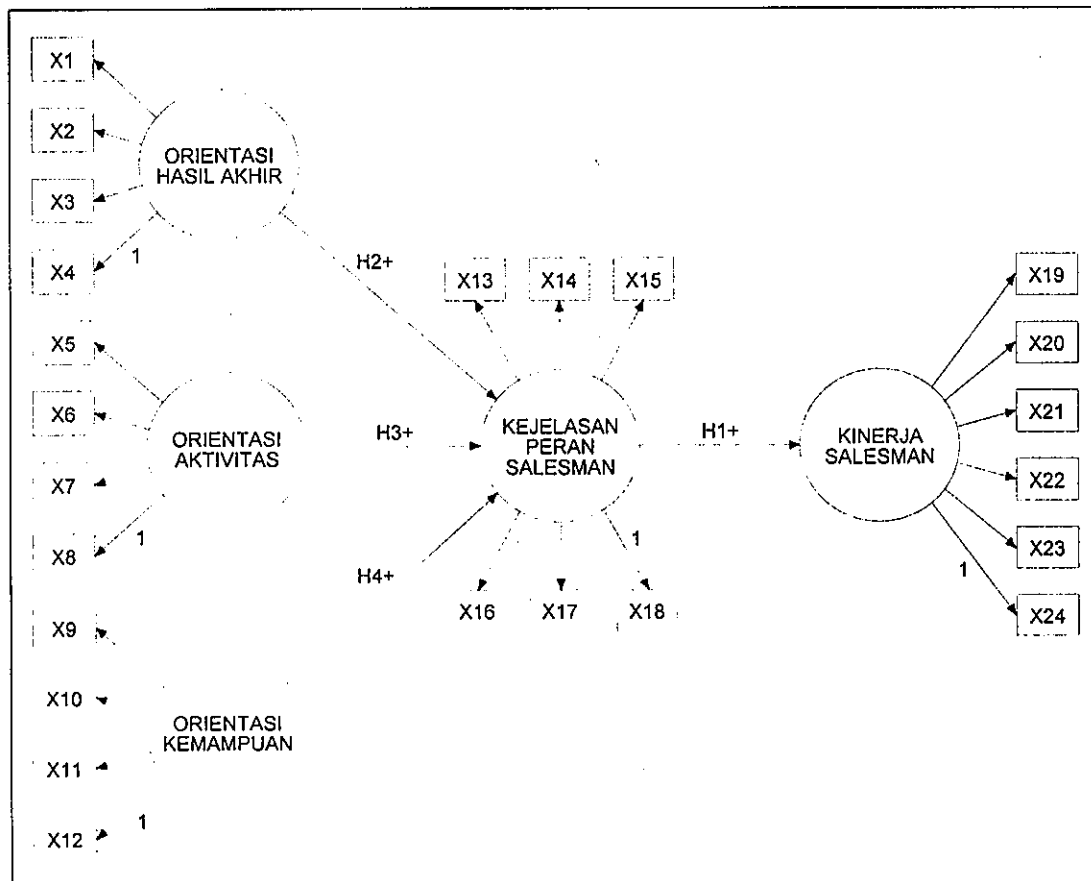 X1
X2
X3
X4
1
ORIENTASI
HASIL AKHIR
H2+
X5
X6
X7
X8
1
ORIENTASI
AKTIVITAS
H3+
X9
X10
X11
X12
1
ORIENTASI
KEMAMPUAN
H4+
X13
X14
X15
KEJELASAN
PERAN
SALESMAN
X16
X17
X18
1
H1+
KINERJA
SALESMAN
X19
X20
X21
X22
X23
X24
1